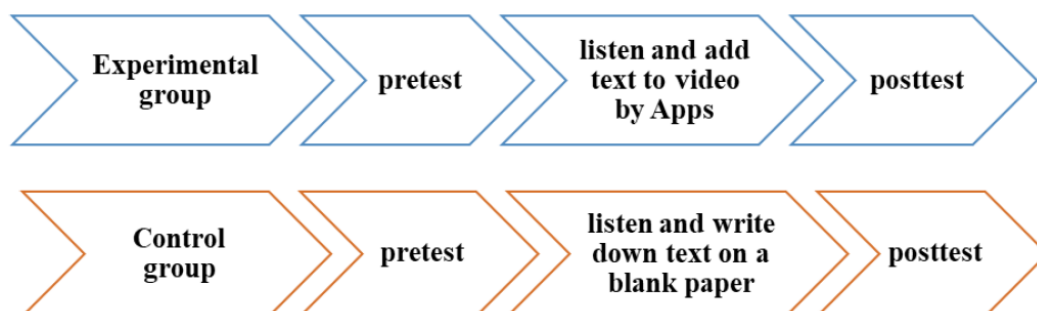 Experimental
group
pretest
listen and add
text to video
by Apps
posttest
Control
group
pretest
listen and write
down text on a
blank paper
posttest